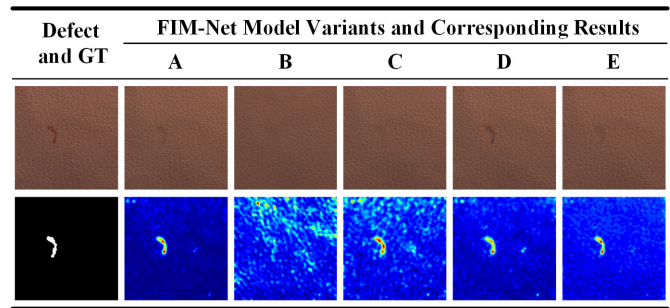 Defect
and GT
FIM-Net Model Variants and Corresponding Results
A B C D E